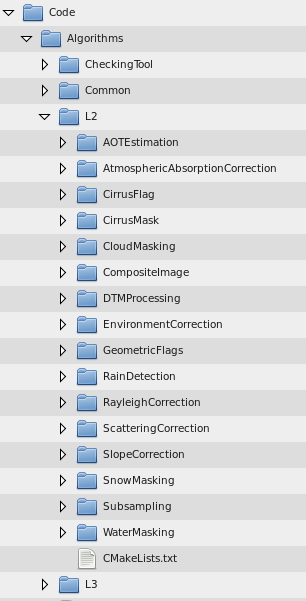 Code
Algorithms
CheckingTool
Common
L2
AOTEstimation
AtmosphericAbsorptionCorrection
CirrusFlag
CirrusMask
CloudMasking
CompositeImage
DTMProcessing
EnvironmentCorrection
GeometricFlags
RainDetection
RayleighCorrection
ScatteringCorrection
SlopeCorrection
SnowMasking
Subsampling
WaterMasking
CMakeLists.txt
L3